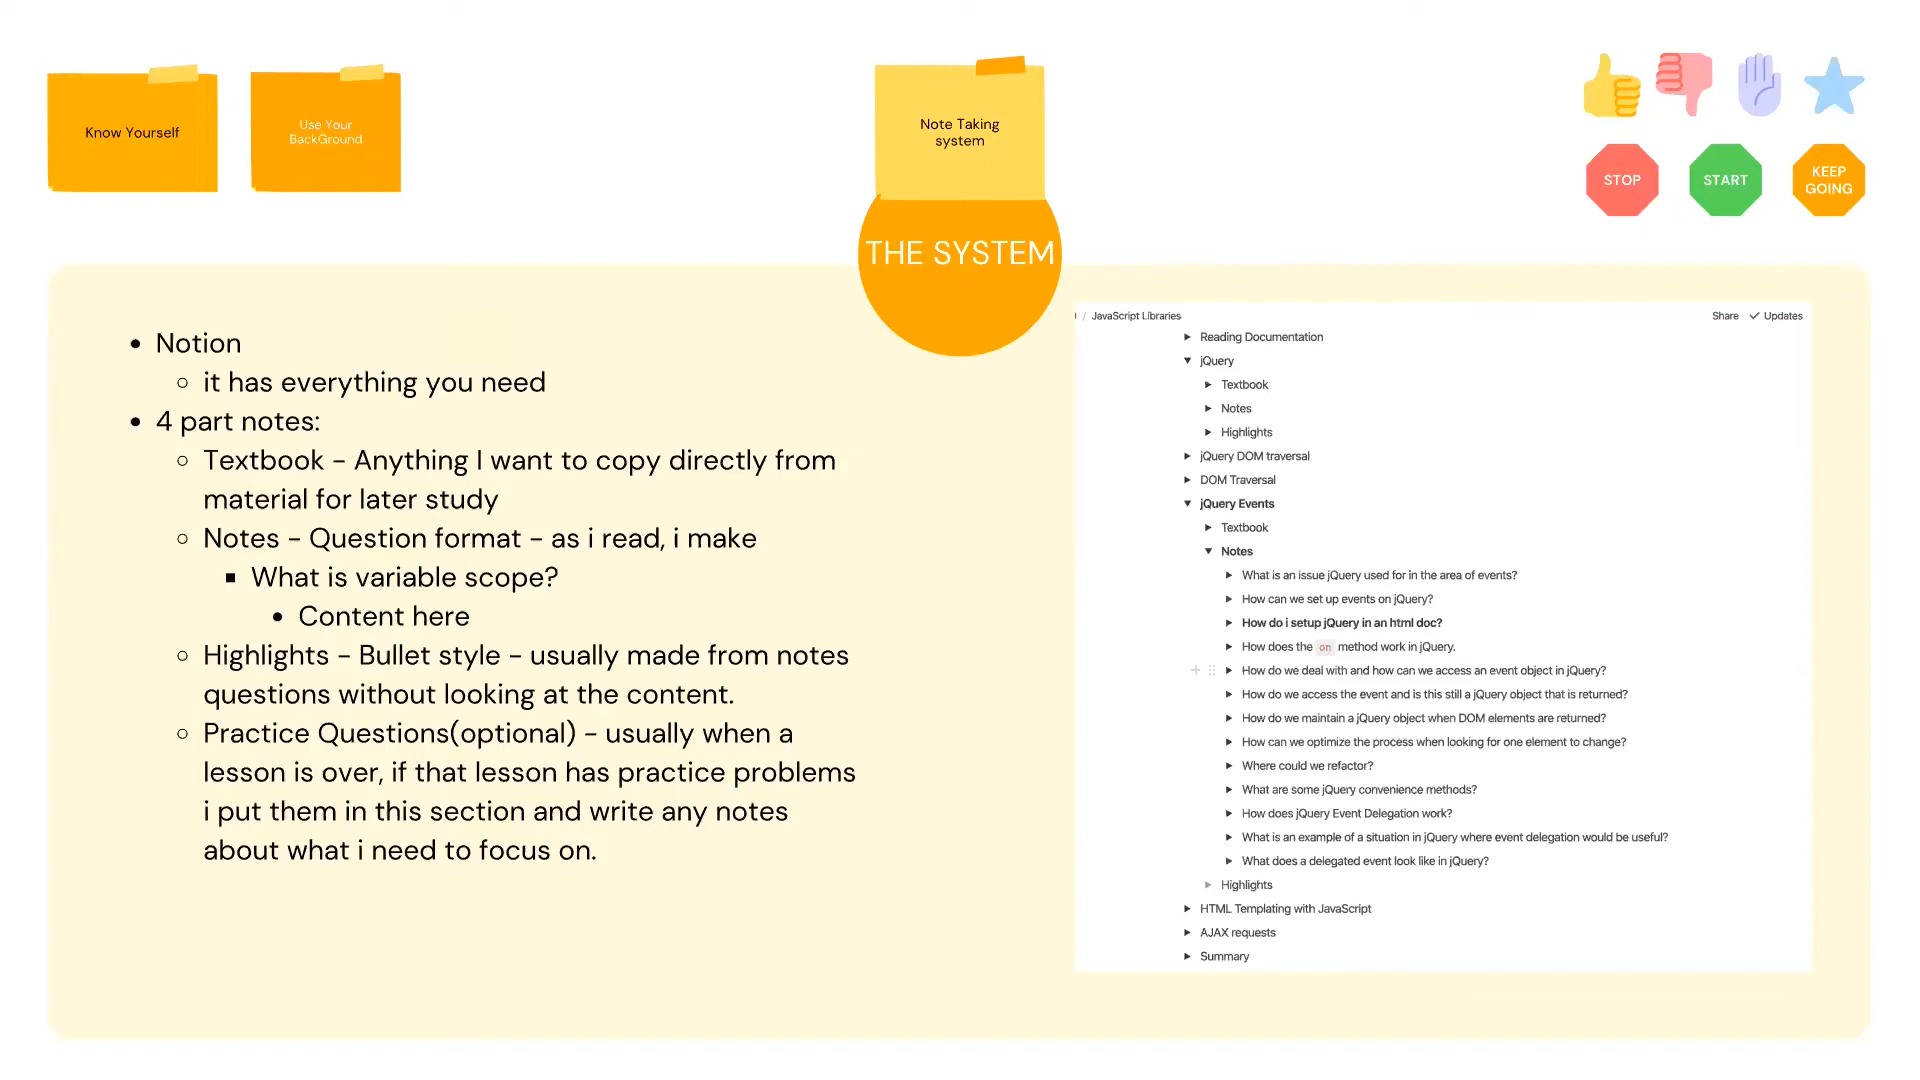 Know Yourself
Use Your
BackGround
Note Taking
system
STOP
START
KEEP
GOING
THE SYSTEM
• Notion
◦ it has everything you need
• 4 part notes:
◦ Textbook - Anything I want to copy directly from
material for later study
◦ Notes - Question format - as i read, i make
▪ What is variable scope?
• Content here
◦ Highlights - Bullet style - usually made from notes
questions without looking at the content.
◦ Practice Questions(optional) - usually when a
lesson is over, if that lesson has practice problems
i put them in this section and write any notes
about what i need to focus on.
/ JavaScript Libraries
Share ✓ Updates
Reading Documentation
jQuery
Textbook
Notes
Highlights
jQuery DOM traversal
DOM Traversal
jQuery Events
Textbook
Notes
What is an issue jQuery used for in the area of events?
How can we set up events on jQuery?
How do i setup jQuery in an html doc?
How does the on method work in jQuery.
How do we deal with and how can we access an event object in jQuery?
How do we access the event and is this still a jQuery object that is returned?
How do we maintain a jQuery object when DOM elements are returned?
How can we optimize the process when looking for one element to change?
Where could we refactor?
What are some jQuery convenience methods?
How does jQuery Event Delegation work?
What is an example of a situation in jQuery where event delegation would be useful?
What does a delegated event look like in jQuery?
Highlights
HTML Templating with JavaScript
AJAX requests
Summary